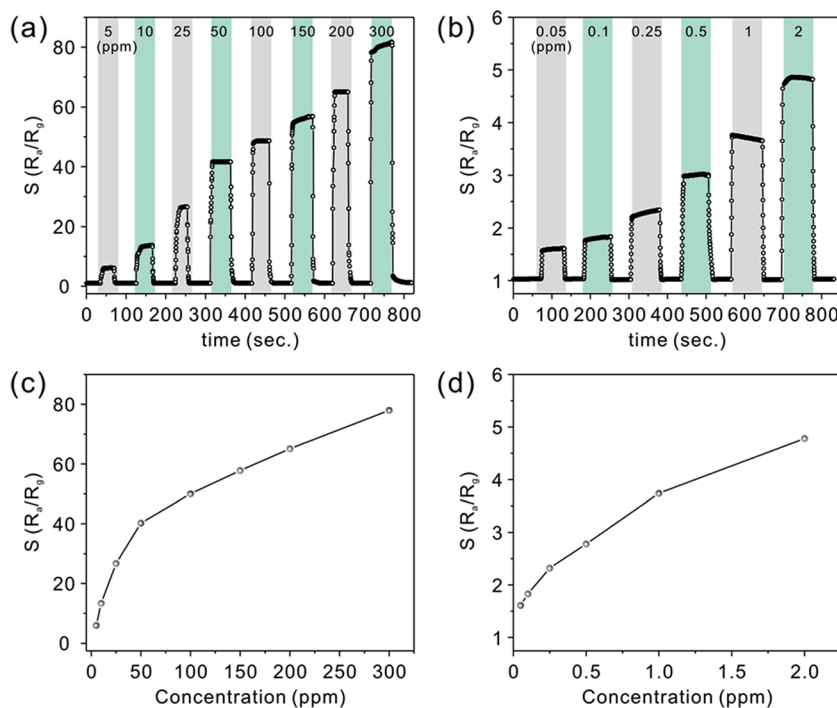 (a)
5 10 25 50 100 150 200 300
(ppm)
80
60
40
20
0
S (Ra/Rg)
0 100 200 300 400 500 600 700 800
time (sec.)
(b)
0.05 0.1 0.25 0.5 1 2
(ppm)
6
5
4
3
2
1
S (Ra/Rg)
0 100 200 300 400 500 600 700 800
time (sec.)
(c)
80
60
40
20
0
S (Ra/Rg)
0 50 100 150 200 250 300
Concentration (ppm)
(d)
6
5
4
3
2
1
S (Ra/Rg)
0.0 0.5 1.0 1.5 2.0
Concentration (ppm)